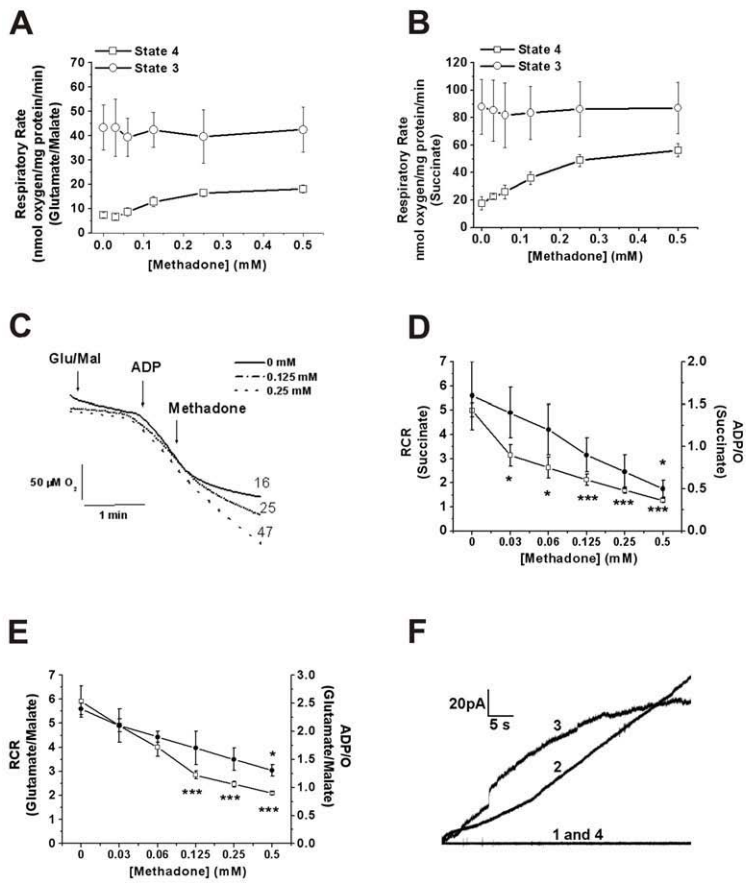 A
State 4
State 3
Respiratory Rate
(nmol oxygen/mg protein/min)
(Glutamate/Malate)
70
60
50
40
30
20
10
0
0.0 0.1 0.2 0.3 0.4 0.5
[Methadone] (mM)
B
State 4
State 3
Respiratory Rate
nmol oxygen/mg protein/min
(Succinate)
120
100
80
60
40
20
0
0.0 0.1 0.2 0.3 0.4 0.5
[Methadone] (mM)
C
Glu/Mal
ADP
Methadone
0 mM
0.125 mM
0.25 mM
50 µM O2
1 min
16
25
47
D
RCR
(Succinate)
7
6
5
4
3
2
1
0
ADP/O
(Succinate)
2.0
1.5
1.0
0.5
0.0
*
* * *** *** ***
0 0.03 0.06 0.125 0.25 0.5
[Methadone] (mM)
E
RCR
(Glutamate/Malate)
7
6
5
4
3
2
1
0
ADP/O
(Glutamate/Malate)
3.0
2.5
2.0
1.5
1.0
0.5
0.0
*
*** *** ***
0 0.03 0.06 0.125 0.25 0.5
[Methadone] (mM)
F
20pA
5 s
3
2
1 and 4